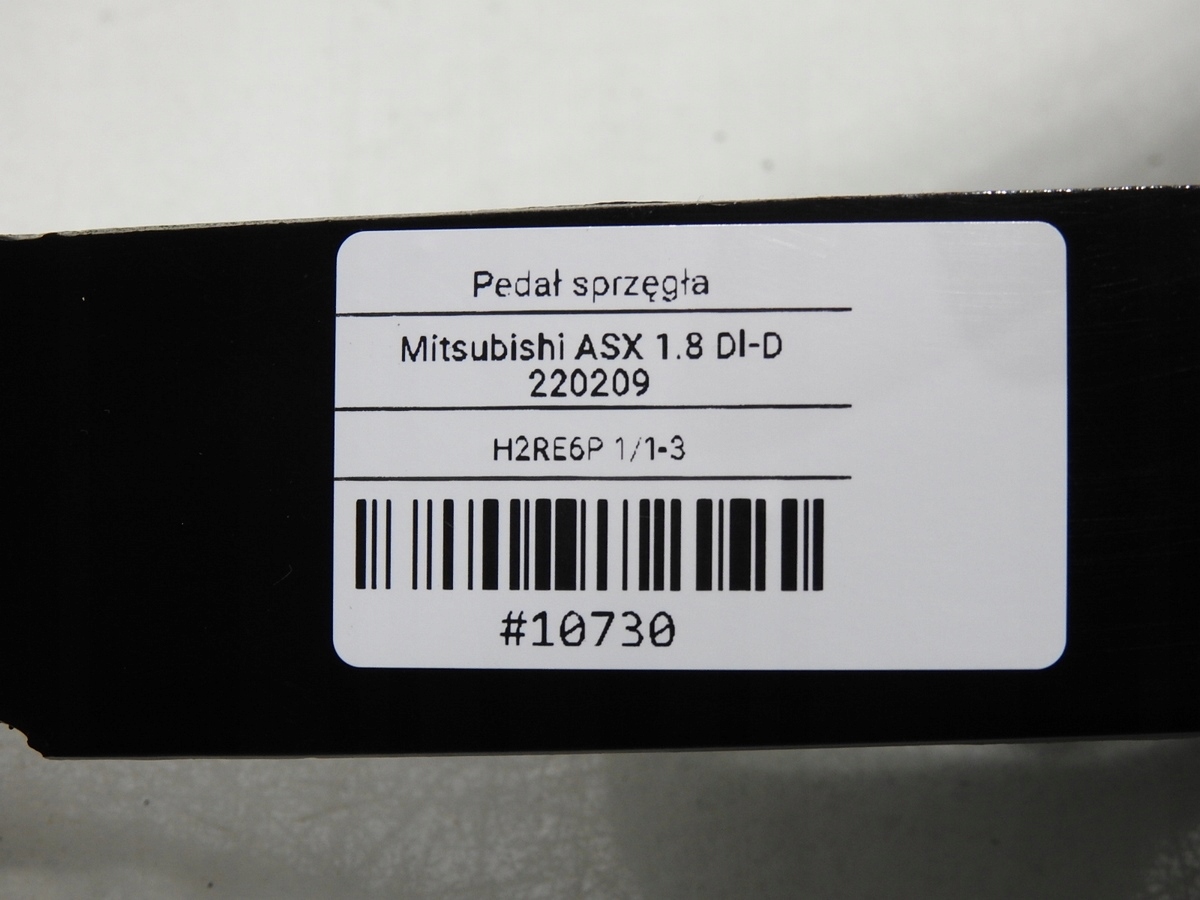 Pedał sprzęgła
Mitsubishi ASX 1.8 DI-D
220209
H2RE6P 1/1-3
#10730